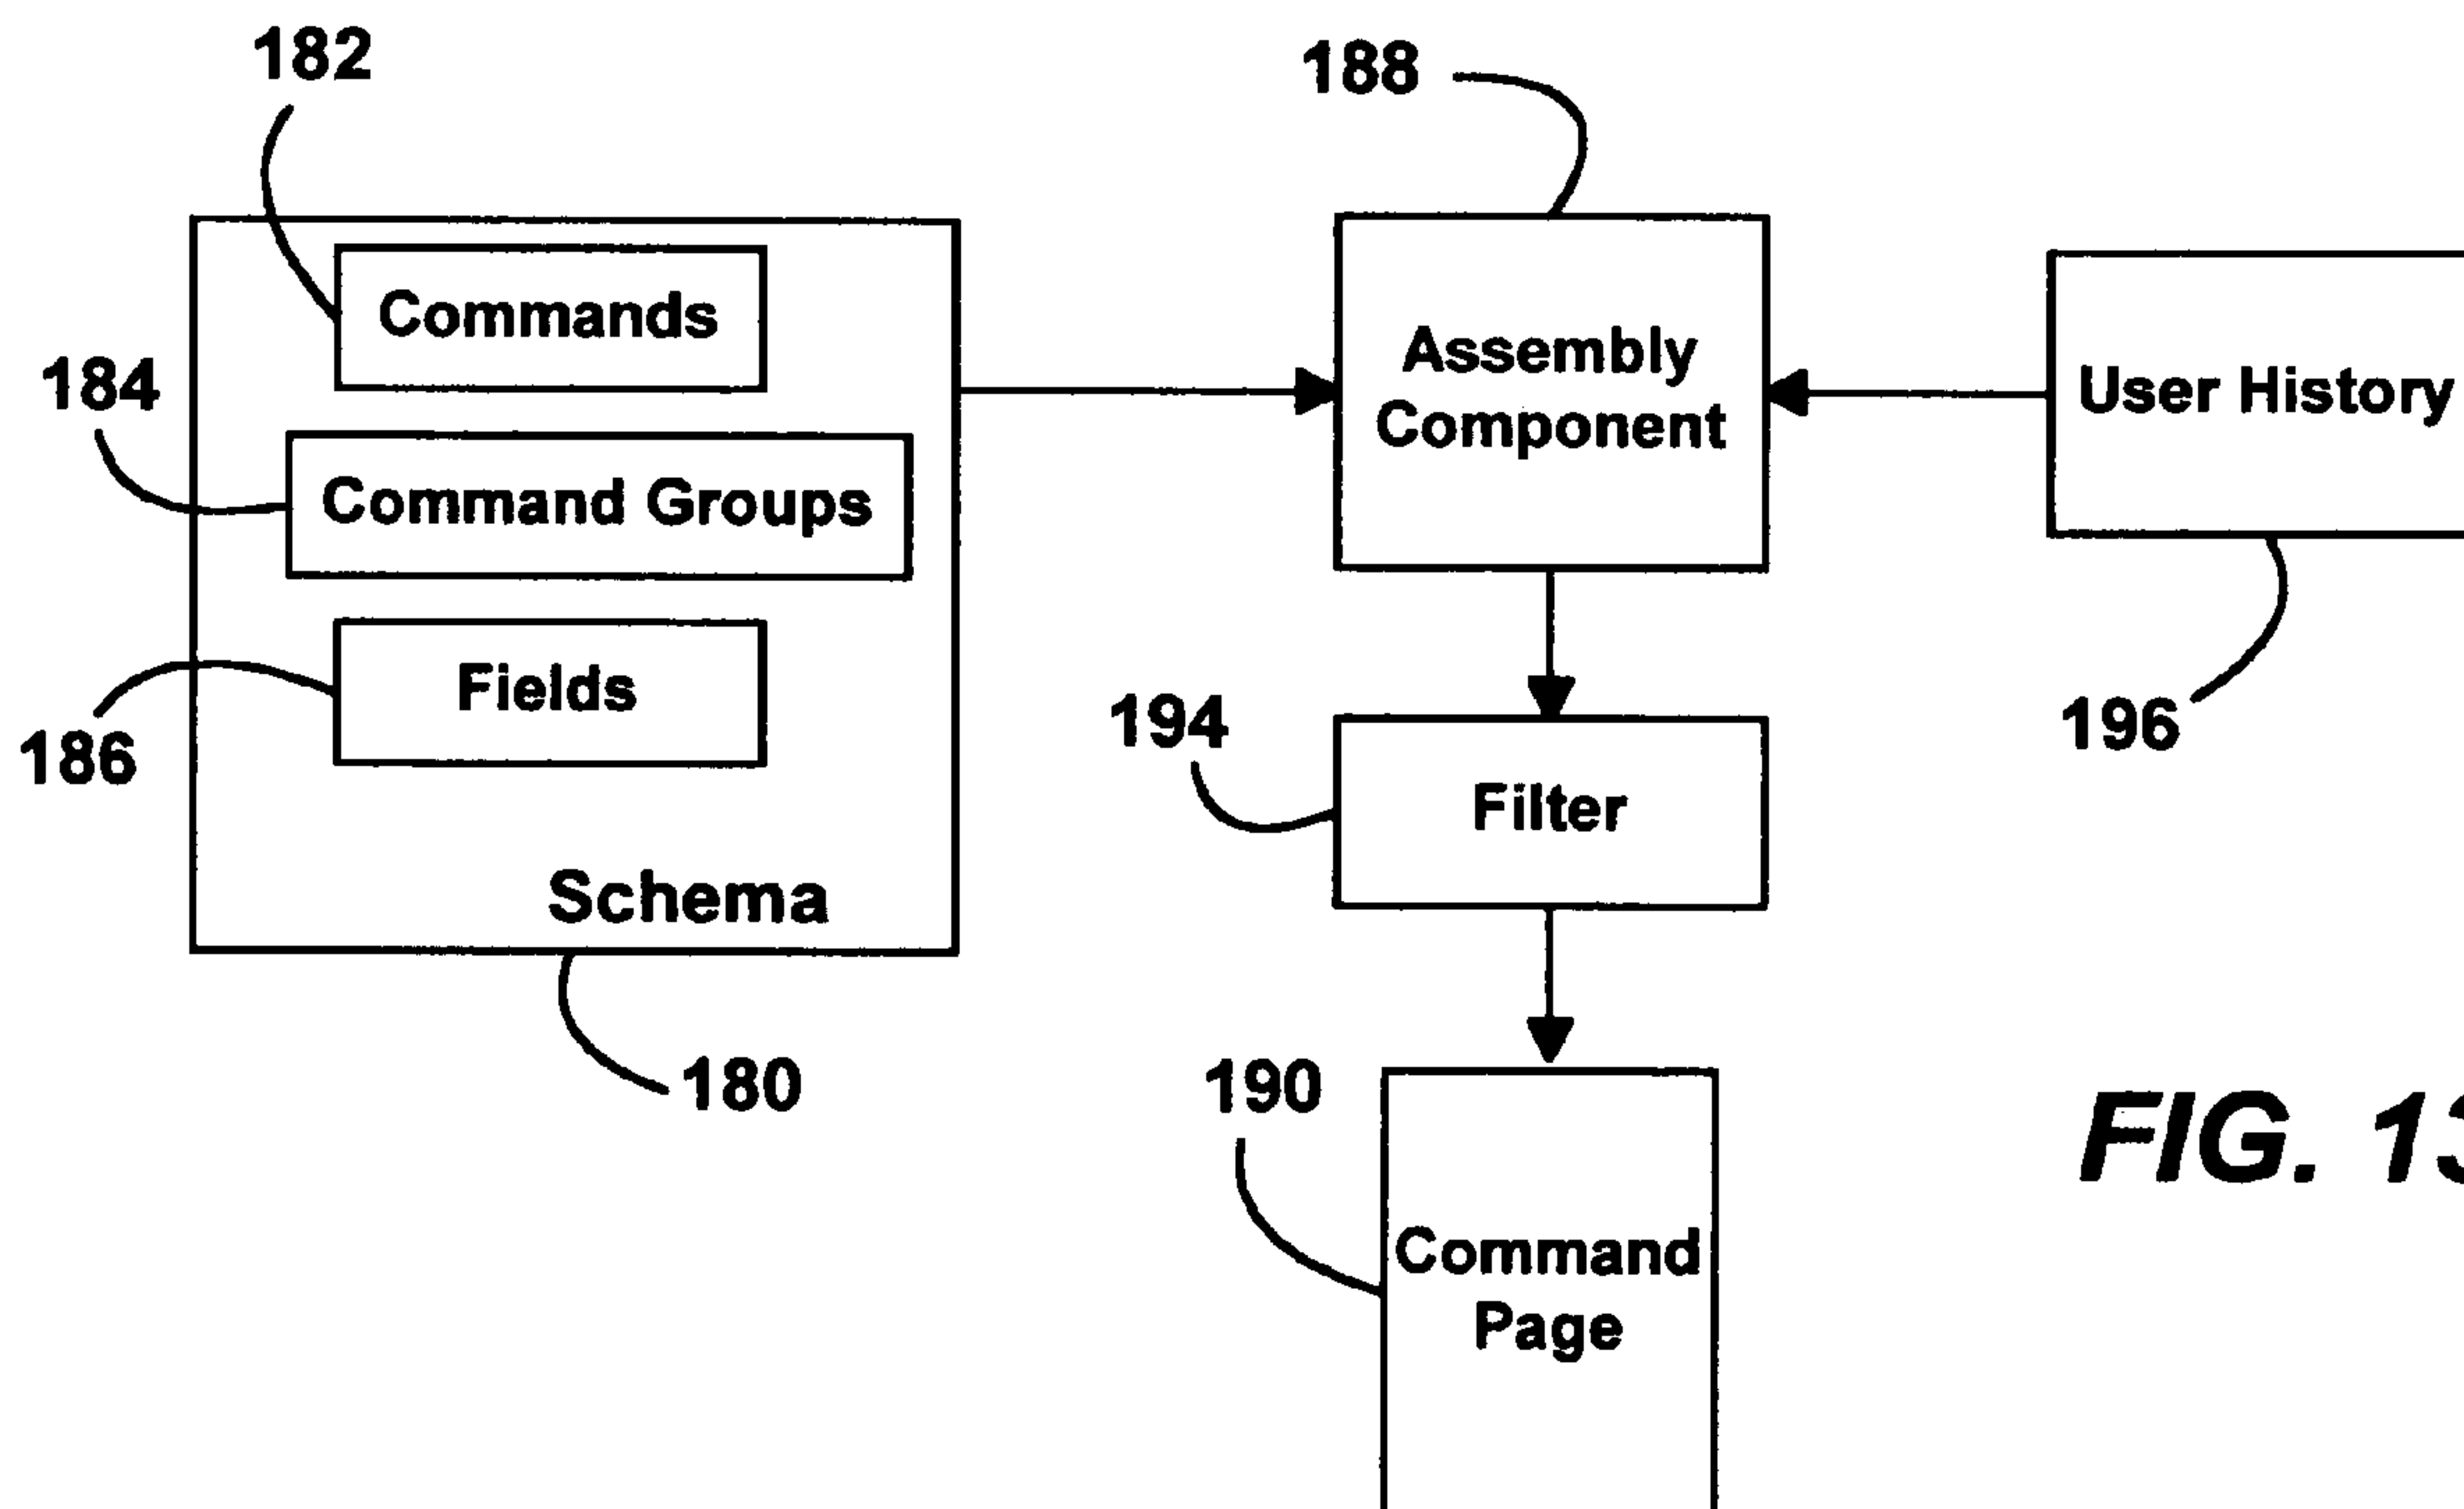 182
188
Commands
184
Assembly
Component
User History
Command Groups
Fields
186
194
196
Filter
Schema
180
190
FIG. 13
Command
Page